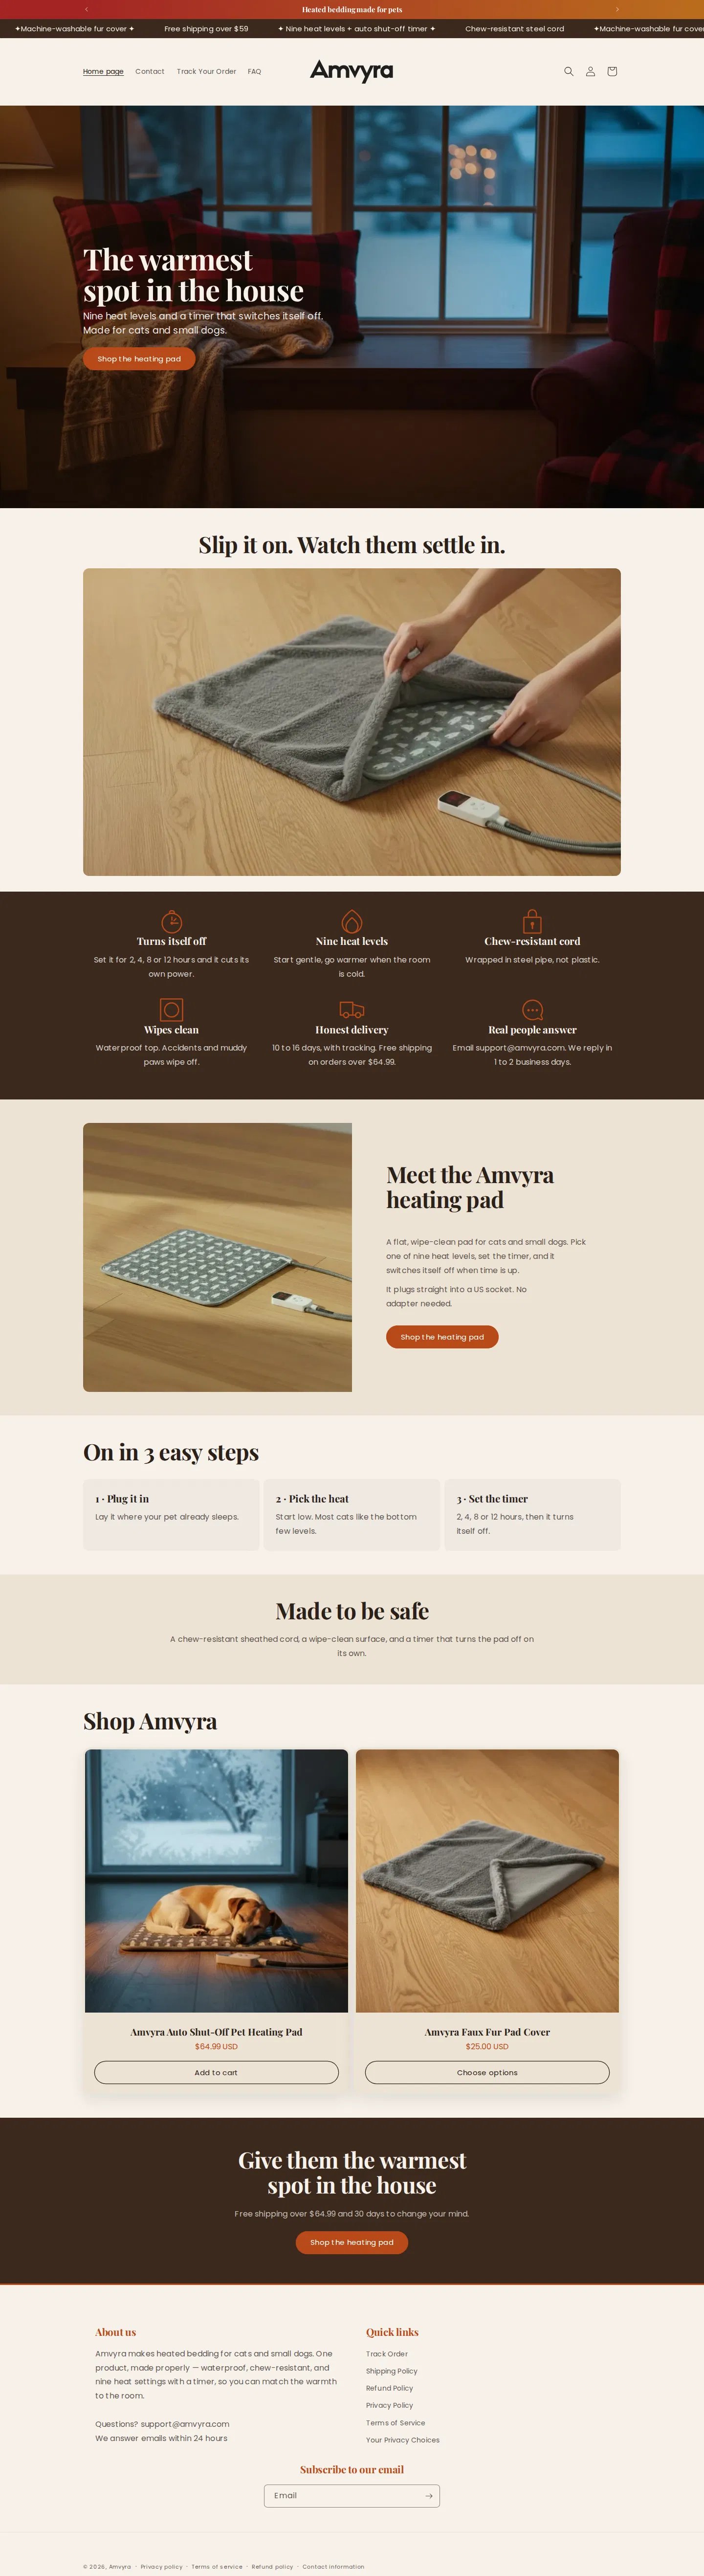 Heated bedding made for pets
✦Machine-washable fur cover ✦ Free shipping over $59 ✦ Nine heat levels + auto shut-off timer ✦ Chew-resistant steel cord ✦Machine-washable fur cover
Home page Contact Track Your Order FAQ
Amvyra
The warmest
spot in the house
Nine heat levels and a timer that switches itself off.
Made for cats and small dogs.
Shop the heating pad
Slip it on. Watch them settle in.
Turns itself off
Set it for 2, 4, 8 or 12 hours and it cuts its
own power.
Nine heat levels
Start gentle, go warmer when the room
is cold.
Chew-resistant cord
Wrapped in steel pipe, not plastic.
Wipes clean
Waterproof top. Accidents and muddy
paws wipe off.
Honest delivery
10 to 16 days, with tracking. Free shipping
on orders over $64.99.
Real people answer
Email support@amvyra.com. We reply in
1 to 2 business days.
Meet the Amvyra
heating pad
A flat, wipe-clean pad for cats and small dogs. Pick
one of nine heat levels, set the timer, and it
switches itself off when time is up.
It plugs straight into a US socket. No
adapter needed.
Shop the heating pad
On in 3 easy steps
1 · Plug it in
Lay it where your pet already sleeps.
2 · Pick the heat
Start low. Most cats like the bottom
few levels.
3 · Set the timer
2, 4, 8 or 12 hours, then it turns
itself off.
Made to be safe
A chew-resistant sheathed cord, a wipe-clean surface, and a timer that turns the pad off on
its own.
Shop Amvyra
Amvyra Auto Shut-Off Pet Heating Pad
$64.99 USD
Add to cart
Amvyra Faux Fur Pad Cover
$25.00 USD
Choose options
Give them the warmest
spot in the house
Free shipping over $64.99 and 30 days to change your mind.
Shop the heating pad
About us
Amvyra makes heated bedding for cats and small dogs. One
product, made properly — waterproof, chew-resistant, and
nine heat settings with a timer, so you can match the warmth
to the room.
Questions? support@amvyra.com
We answer emails within 24 hours
Quick links
Track Order
Shipping Policy
Refund Policy
Privacy Policy
Terms of Service
Your Privacy Choices
Subscribe to our email
Email
© 2026, Amvyra · Privacy policy · Terms of service · Refund policy · Contact information